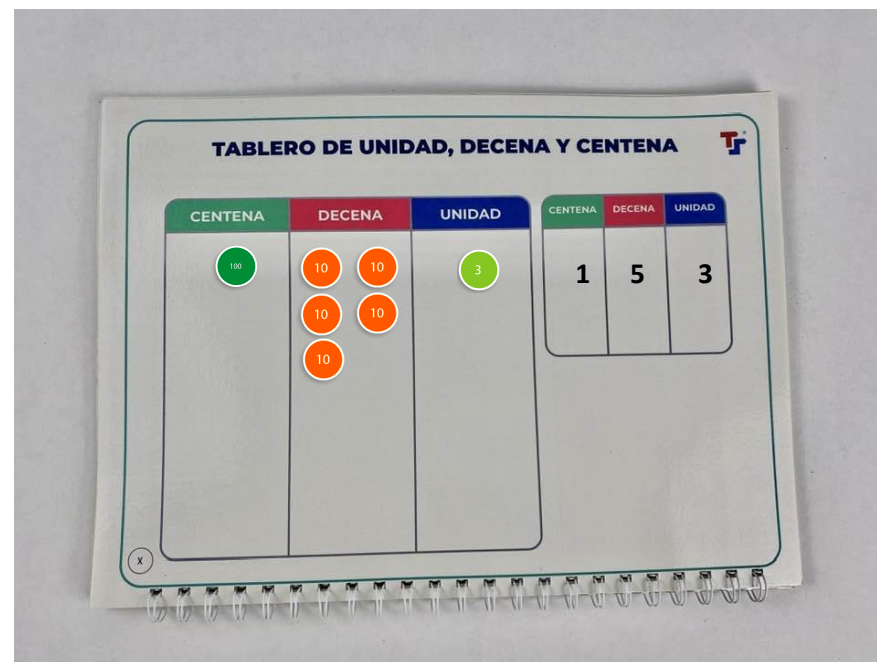 TABLERO DE UNIDAD, DECENA Y CENTENA
TS
CENTENA DECENA UNIDAD
100 10 10 3
10 10
10
CENTENA DECENA UNIDAD
1 5 3
X